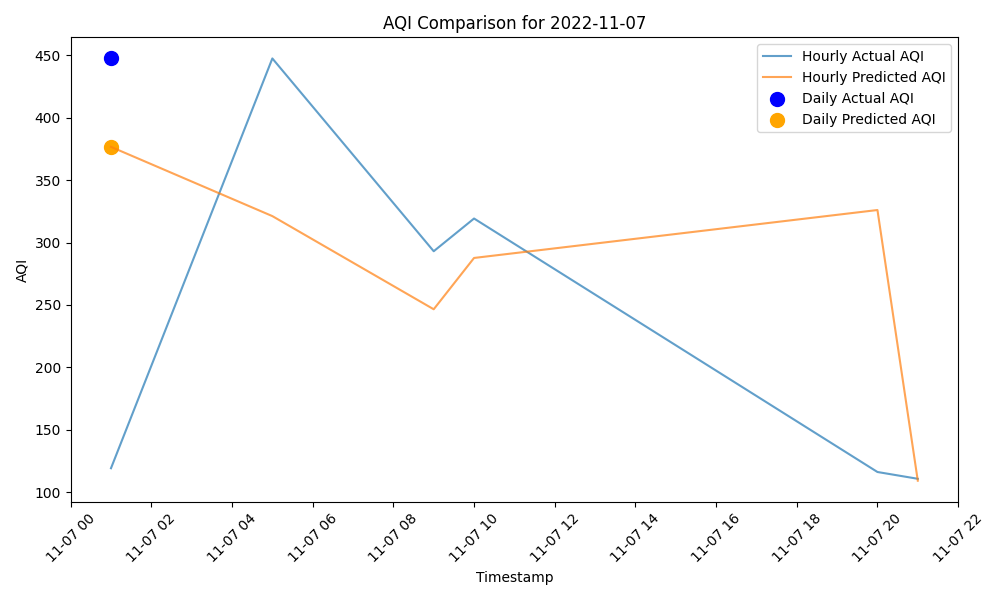 AQI Comparison for 2022-11-07
Hourly Actual AQI
Hourly Predicted AQI
Daily Actual AQI
Daily Predicted AQI
AQI
450
400
350
300
250
200
150
100
11-07 00
11-07 02
11-07 04
11-07 06
11-07 08
11-07 10
11-07 12
11-07 14
11-07 16
11-07 18
11-07 20
11-07 22
Timestamp